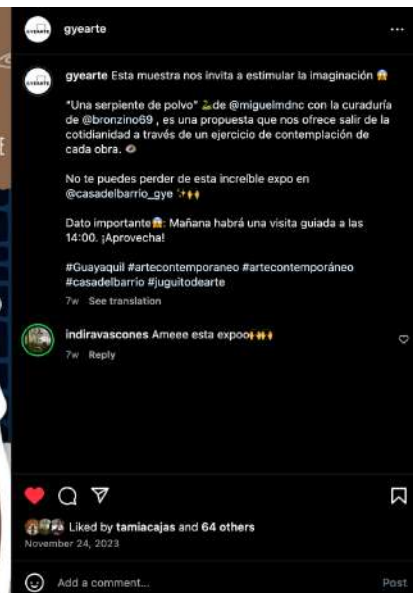 gyearte
gyearte Esta muestra nos invita a estimular la imaginación
"Una serpiente de polvo" de @miguelmdnc con la curaduría
de @bronzino69 , es una propuesta que nos ofrece salir de la
cotidianidad a través de un ejercicio de contemplación de
cada obra.
No te puedes perder de esta increíble expo en
@casadelbarrio_gye
Dato importante: Mañana habrá una visita guiada a las
14:00. ¡Aprovecha!
#Guayaquil #artecontemporaneo #artecontemporáneo
#casadelbarrio #juguitodearte
7w See translation
indiravascones Ameee esta expoo
7w Reply
Liked by tamiacajas and 64 others
November 24, 2023
Add a comment... Post